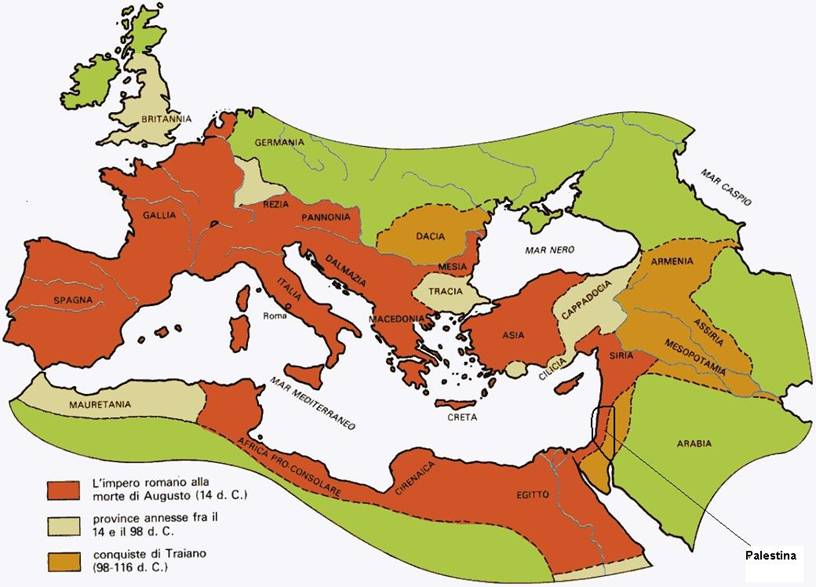 BRITANNIA
GERMANIA
MAR CASPIO
GALLIA
REZIA
PANNONIA
DACIA
MAR NERO
MESIA
ARMENIA
DALMAZIA
SPAGNA
ITALIA
TRACIA
CAPPADOCIA
Roma
MACEDONIA
ASIA
ASSIRIA
MESOPOTAMIA
CILICIA
SIRIA
MAURETANIA
MAR MEDITERRANEO
CRETA
AFRICA PRO-CONSOLARE
CIRENAICA
EGITTO
ARABIA
L'impero romano alla
morte di Augusto (14 d. C.)
province annesse fra il
14 e il 98 d. C.
conquiste di Traiano
(98-116 d. C.)
Palestina